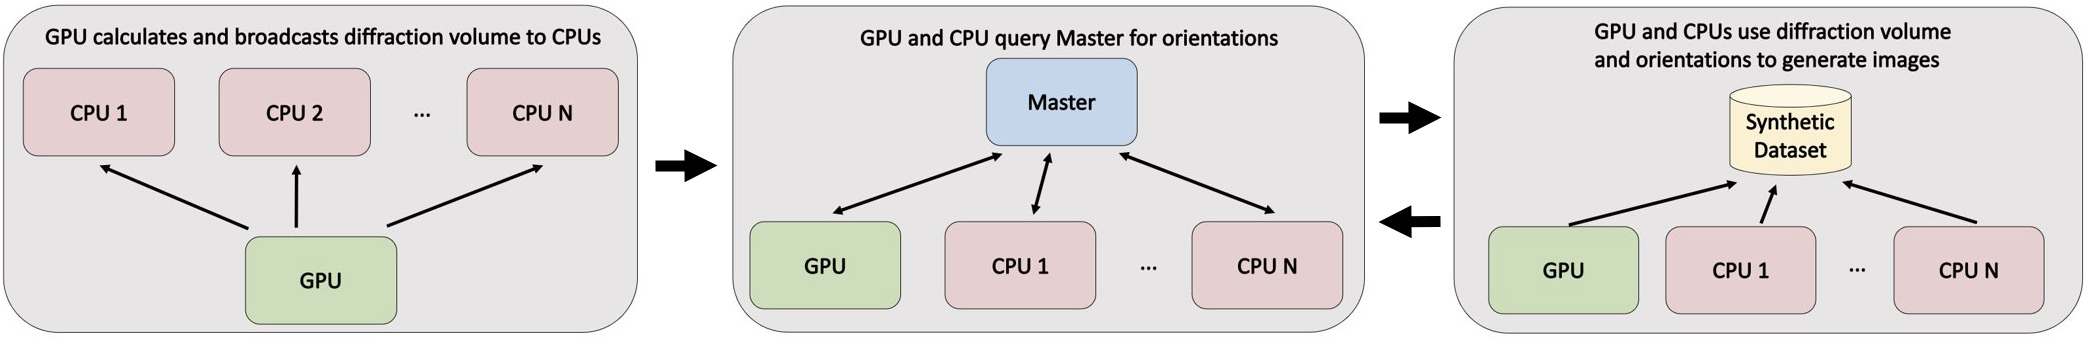 GPU calculates and broadcasts diffraction volume to CPUs
CPU 1
CPU 2
...
CPU N
GPU
GPU and CPU query Master for orientations
Master
GPU
CPU 1
...
CPU N
GPU and CPUs use diffraction volume
and orientations to generate images
Synthetic
Dataset
GPU
CPU 1
...
CPU N